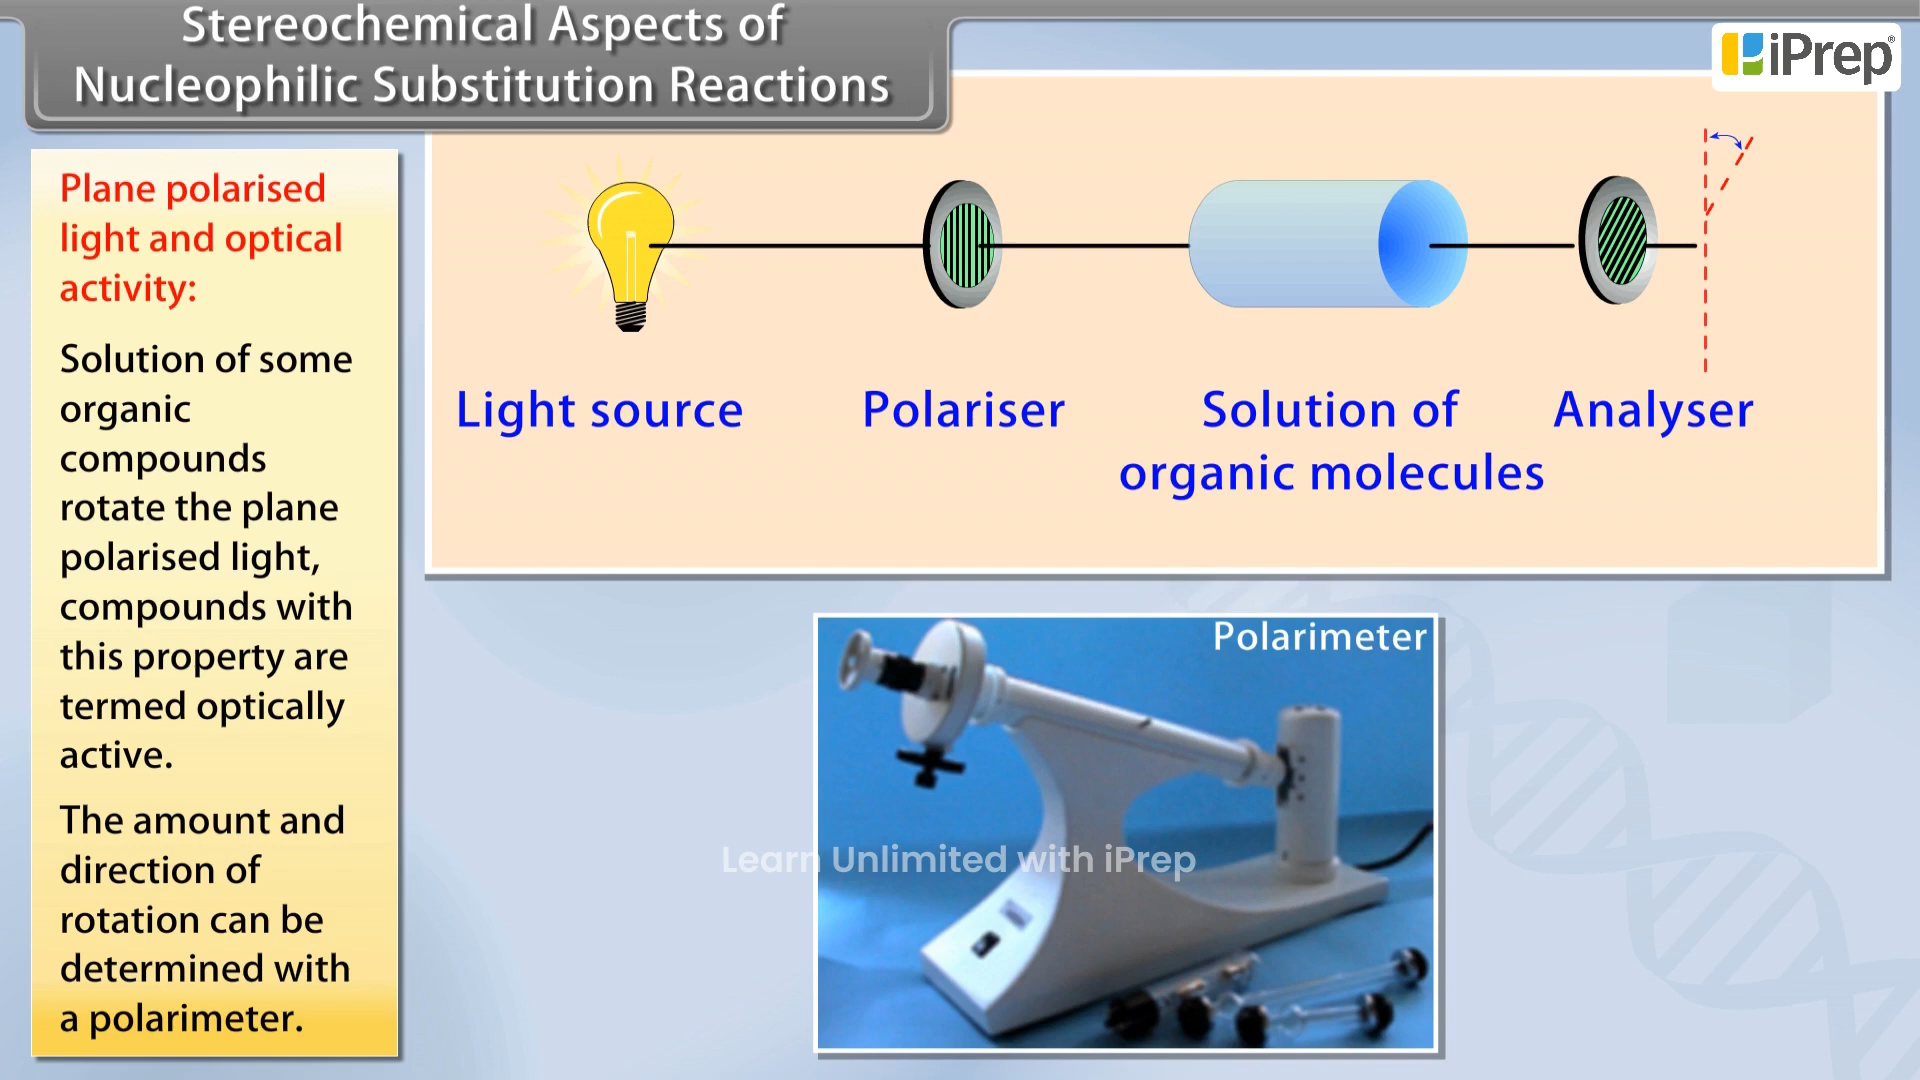 Stereochemical Aspects of
Nucleophilic Substitution Reactions
iPrep®
Plane polarised
light and optical
activity:
Solution of some
organic
compounds
rotate the plane
polarised light,
compounds with
this property are
termed optically
active.
The amount and
direction of
rotation can be
determined with
a polarimeter.
Light source
Polariser
Solution of
organic molecules
Analyser
Polarimeter
Learn Unlimited with iPrep